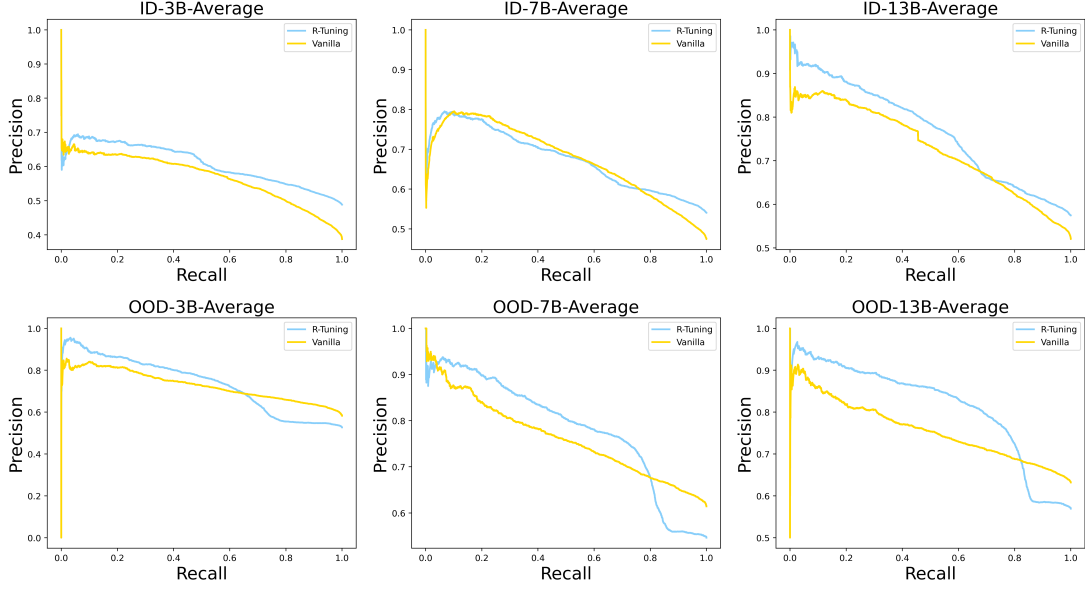 ID-3B-Average
1.0
0.9
0.8
0.7
0.6
0.5
0.4
Precision
0.0 0.2 0.4 0.6 0.8 1.0
Recall
R-Tuning
Vanilla
ID-7B-Average
1.0
0.9
0.8
0.7
0.6
0.5
Precision
0.0 0.2 0.4 0.6 0.8 1.0
Recall
R-Tuning
Vanilla
ID-13B-Average
1.0
0.9
0.8
0.7
0.6
0.5
Precision
0.0 0.2 0.4 0.6 0.8 1.0
Recall
R-Tuning
Vanilla
OOD-3B-Average
1.0
0.8
0.6
0.4
0.2
0.0
Precision
0.0 0.2 0.4 0.6 0.8 1.0
Recall
R-Tuning
Vanilla
OOD-7B-Average
1.0
0.9
0.8
0.7
0.6
Precision
0.0 0.2 0.4 0.6 0.8 1.0
Recall
R-Tuning
Vanilla
OOD-13B-Average
1.0
0.9
0.8
0.7
0.6
0.5
Precision
0.0 0.2 0.4 0.6 0.8 1.0
Recall
R-Tuning
Vanilla